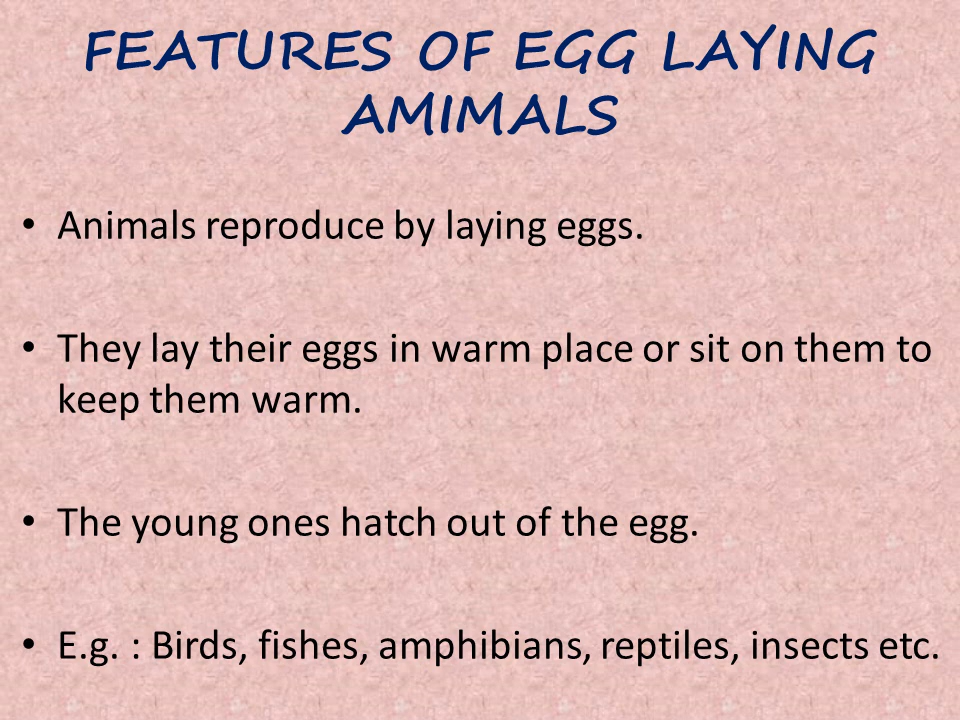 FEATURES OF EGG LAYING
AMIMALS
• Animals reproduce by laying eggs.
• They lay their eggs in warm place or sit on them to
keep them warm.
• The young ones hatch out of the egg.
• E.g. : Birds, fishes, amphibians, reptiles, insects etc.